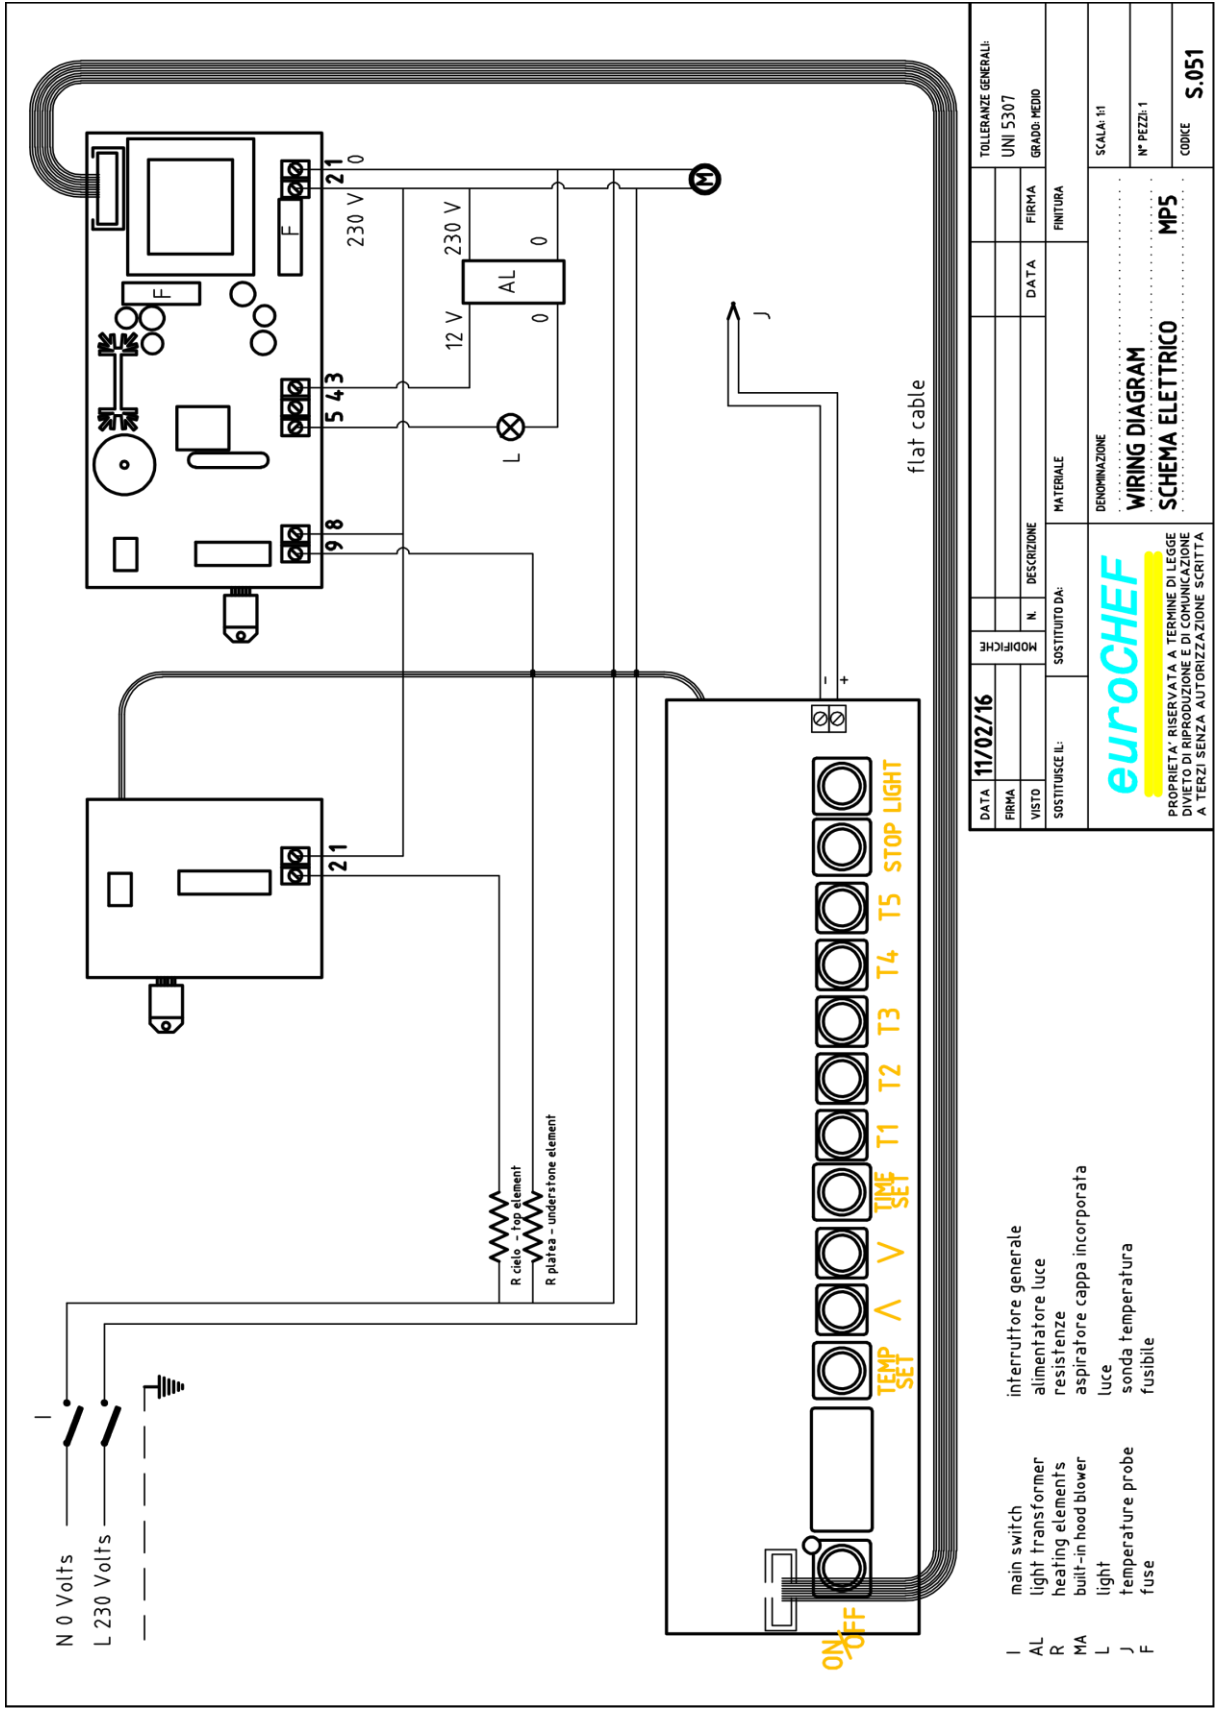 N 0 Volts
L 230 Volts
I
R cielo - top element
R platea - understone element
2 1
9 8
5 4 3
2 1
230 V 0
F
F
12 V 230 V
AL
0 0
L
M
J
flat cable
- +
ON/OFF
TEMP
SET
Λ
V
TIME
SET
T1
T2
T3
T4
T5
STOP
LIGHT
I main switch interruttore generale
AL light transformer alimentatore luce
R heating elements resistenze
MA built-in hood blower aspiratore cappa incorporata
L light luce
J temperature probe sonda temperatura
F fuse fusibile
DATA 11/02/16
FIRMA
VISTO
MODIFICHE
N. DESCRIZIONE DATA FIRMA
TOLLERANZE GENERALI:
UNI 5307
GRADO: MEDIO
SOSTITUISCE IL:
SOSTITUITO DA:
MATERIALE
FINITURA
euroCHEF
PROPRIETA' RISERVATA A TERMINE DI LEGGE
DIVIETO DI RIPRODUZIONE E DI COMUNICAZIONE
A TERZI SENZA AUTORIZZAZIONE SCRITTA
DENOMINAZIONE
WIRING DIAGRAM
SCHEMA ELETTRICO MP5
SCALA: 1:1
N° PEZZI: 1
CODICE S.051